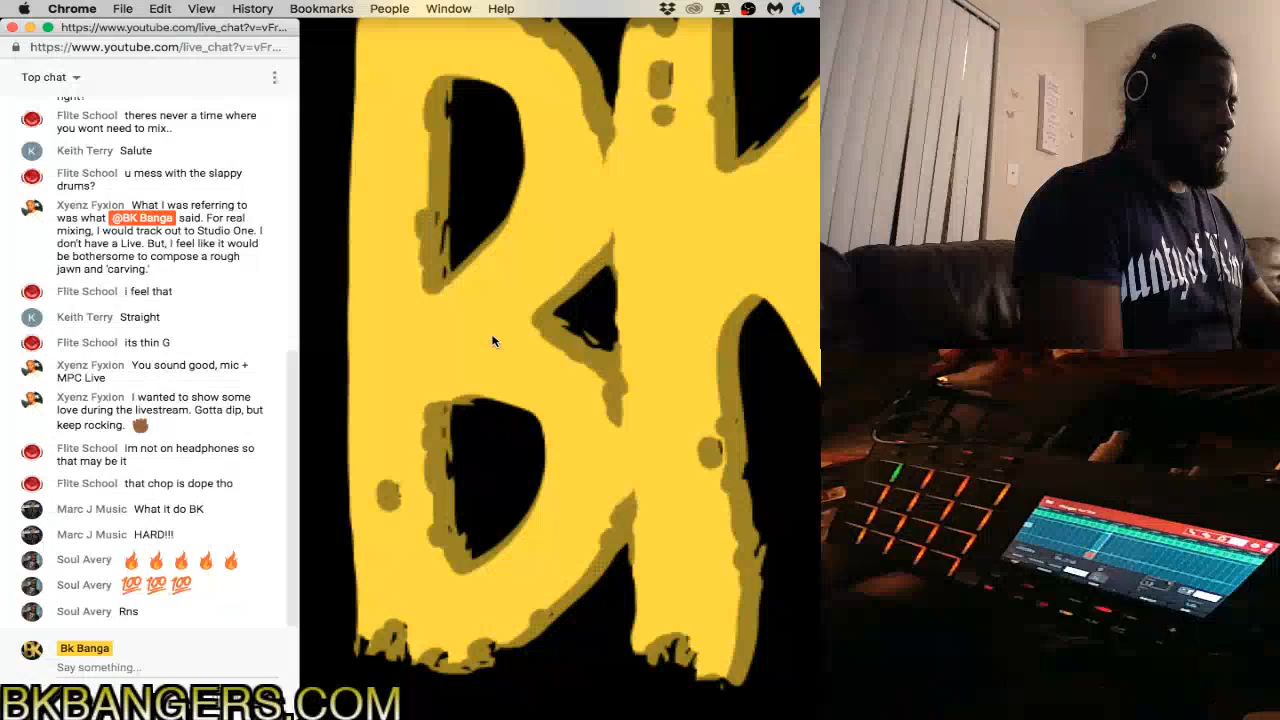 Chrome File Edit View History Bookmarks People Window Help
https://www.youtube.com/live_chat?v=vFr...
https://www.youtube.com/live_chat?v=vFr...
Top chat
right?
Flite School theres never a time where
you wont need to mix..
Keith Terry Salute
Flite School u mess with the slappy
drums?
Xyenz Fyxion What I was referring to
was what @BK Banga said. For real
mixing, I would track out to Studio One. I
don't have a Live. But, I feel like it would
be bothersome to compose a rough
jawn and 'carving.'
Flite School i feel that
Keith Terry Straight
Flite School its thin G
Xyenz Fyxion You sound good, mic +
MPC Live
Xyenz Fyxion I wanted to show some
love during the livestream. Gotta dip, but
keep rocking.
Flite School im not on headphones so
that may be it
Flite School that chop is dope tho
Marc J Music What it do BK
Marc J Music HARD!!!
Soul Avery
Soul Avery 💯 💯 💯
Soul Avery Rns
Bk Banga
Say something...
BKBANGERS.COM
BK
K
K
BK
unty of Kin